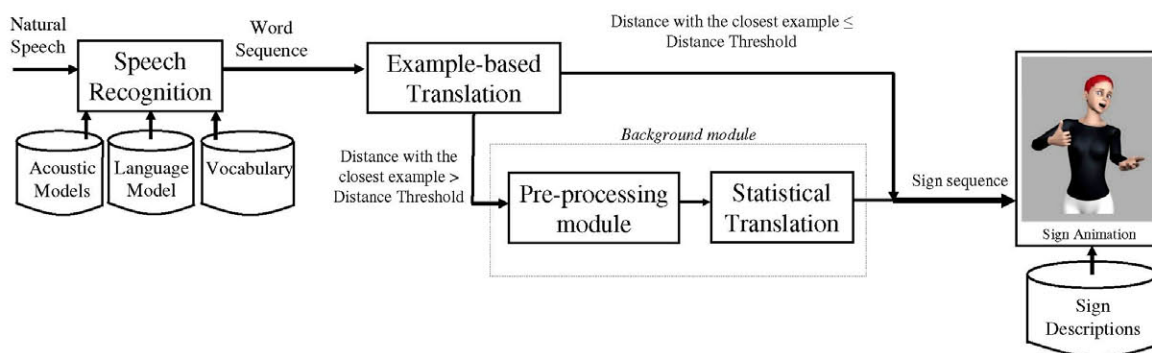 Natural
Speech
Speech
Recognition
Acoustic
Models
Language
Model
Vocabulary
Word
Sequence
Example-based
Translation
Distance with the closest example ≤
Distance Threshold
Distance with the
closest example >
Distance Threshold
Background module
Pre-processing
module
Statistical
Translation
Sign sequence
Sign Animation
Sign
Descriptions